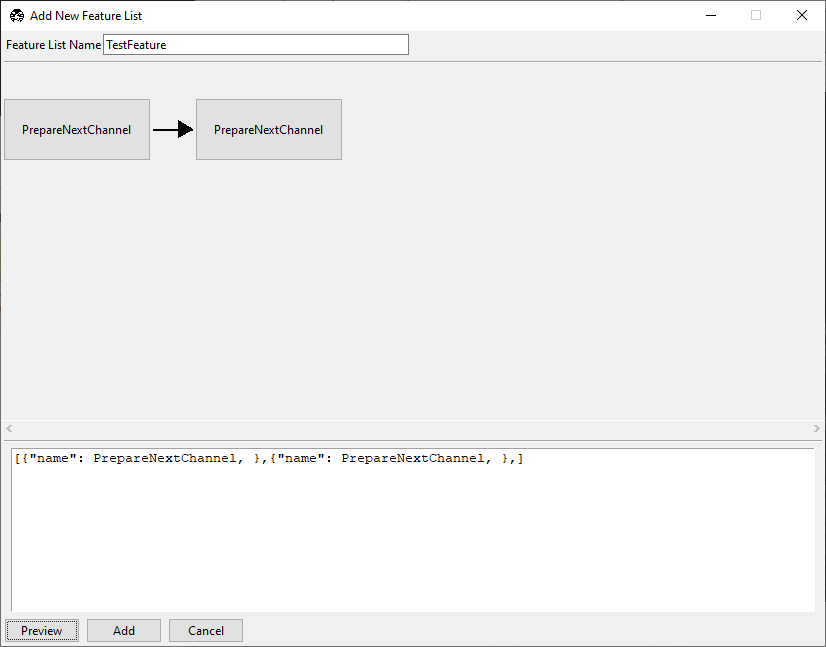 Add New Feature List
Feature List Name TestFeature
PrepareNextChannel PrepareNextChannel
[{"name": PrepareNextChannel, },{"name": PrepareNextChannel, },]
Preview Add Cancel